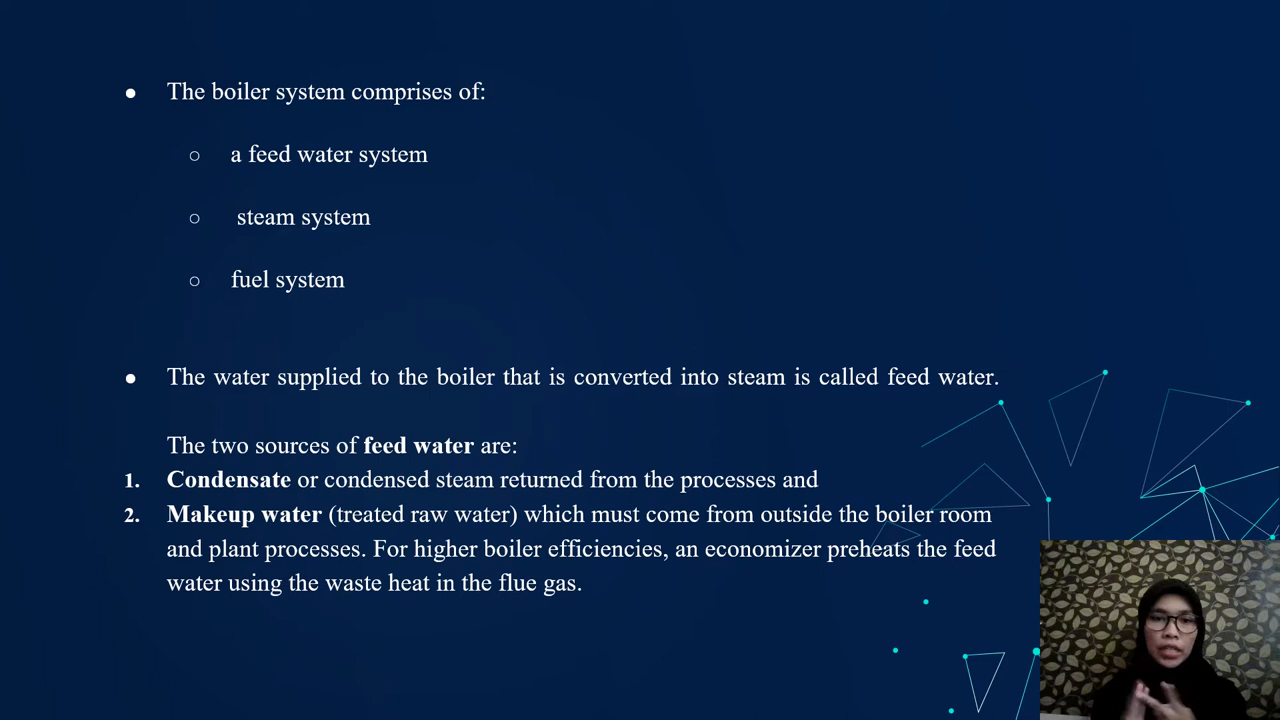 ● The boiler system comprises of:
○ a feed water system
○ steam system
○ fuel system
● The water supplied to the boiler that is converted into steam is called feed water.
The two sources of feed water are:
1. Condensate or condensed steam returned from the processes and
2. Makeup water (treated raw water) which must come from outside the boiler room
and plant processes. For higher boiler efficiencies, an economizer preheats the feed
water using the waste heat in the flue gas.